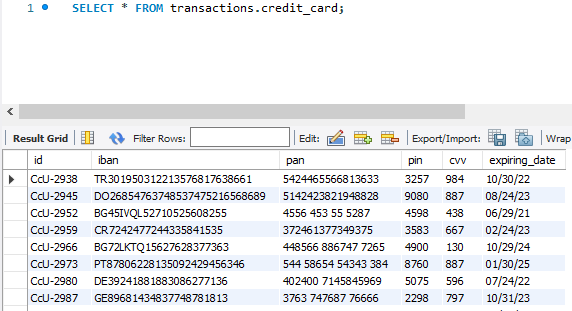 1 SELECT * FROM transactions.credit_card;
Result Grid Filter Rows: Edit: Export/Import: Wrap
id iban pan pin cvv expiring_date
CcU-2938 TR301950312213576817638661 5424465566813633 3257 984 10/30/22
CcU-2945 DO26854763748537475216568689 5142423821948828 9080 887 08/24/23
CcU-2952 BG45IVQL52710525608255 4556 453 55 5287 4598 438 06/29/21
CcU-2959 CR7242477244335841535 372461377349375 3583 667 02/24/23
CcU-2966 BG72LKTQ15627628377363 448566 886747 7265 4900 130 10/29/24
CcU-2973 PT87806228135092429456346 544 58654 54343 384 8760 887 01/30/25
CcU-2980 DE39241881883086277136 402400 7145845969 5075 596 07/24/22
CcU-2987 GE89681434837748781813 3763 747687 76666 2298 797 10/31/23